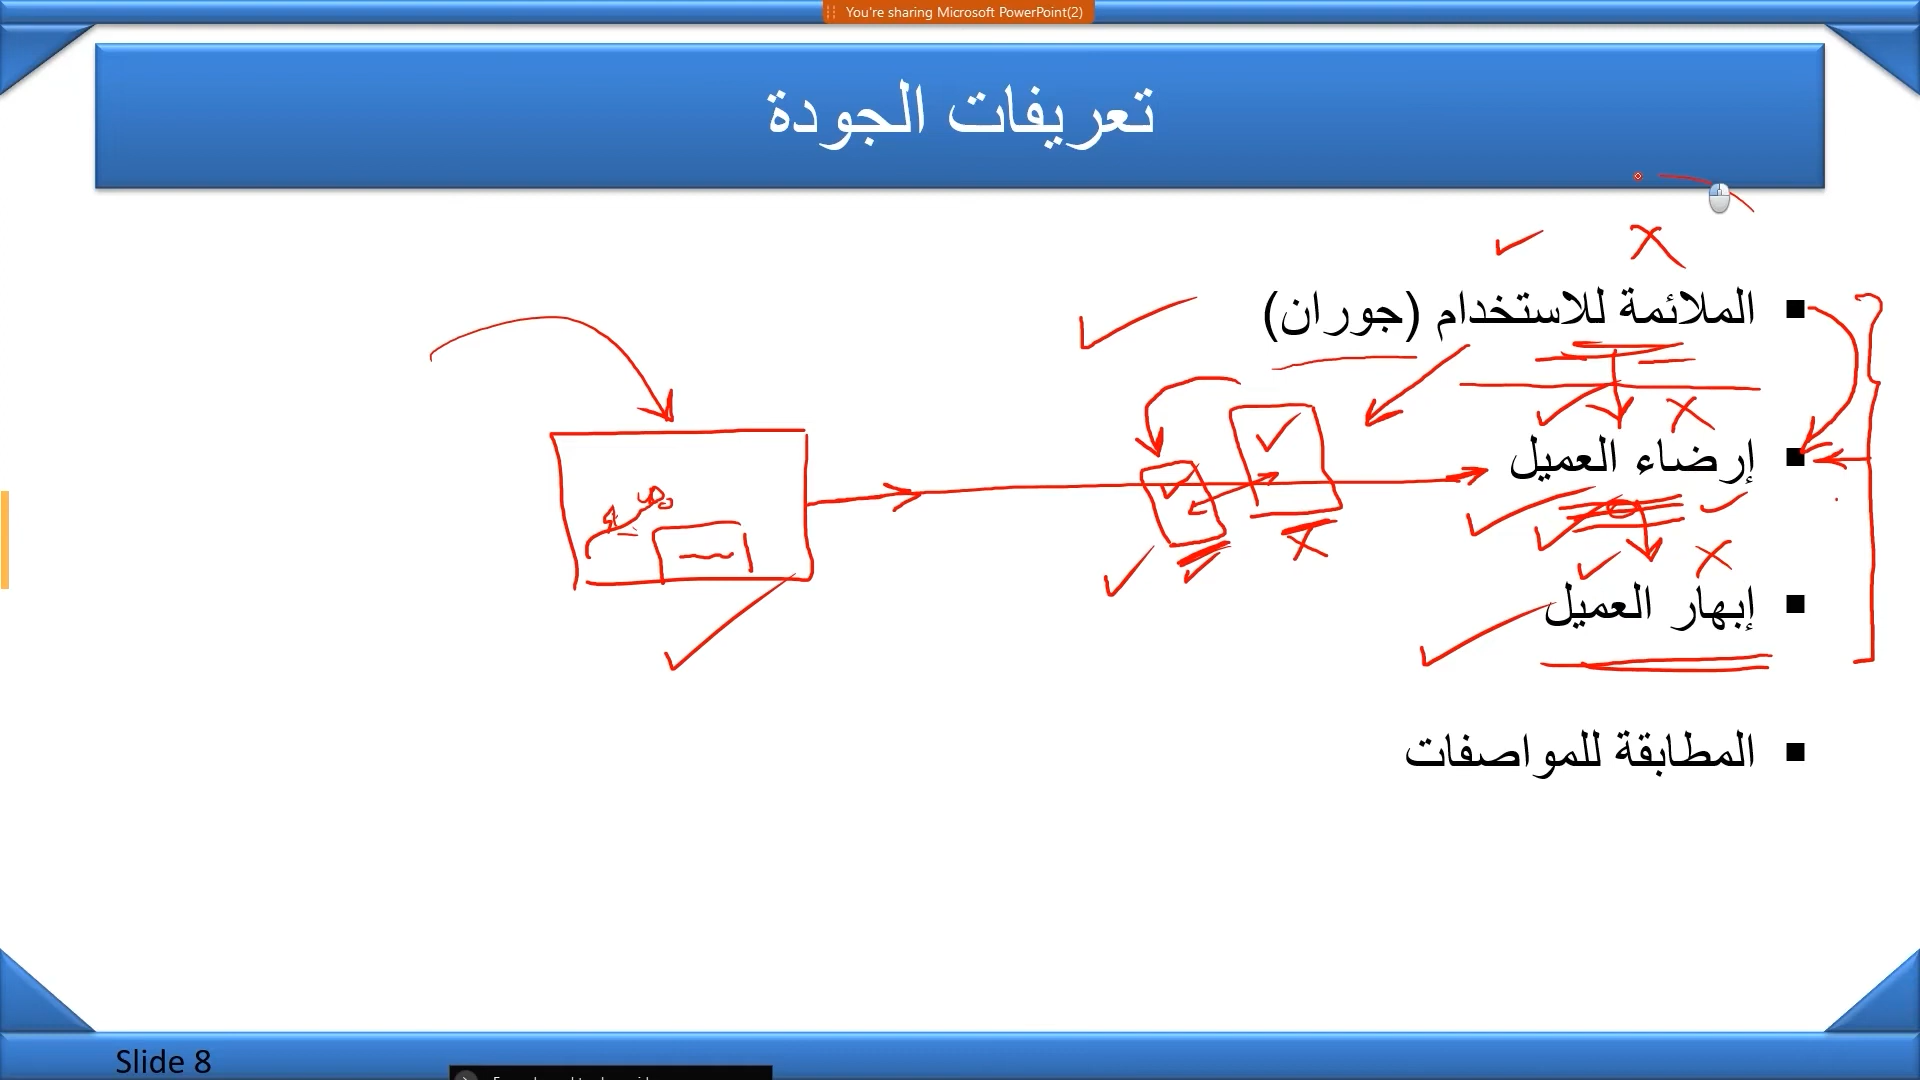 You're sharing Microsoft PowerPoint(2)
تعريفات الجودة
الملائمة للاستخدام (جوران)
إرضاء العميل
إبهار العميل
المطابقة للمواصفات
Slide 8